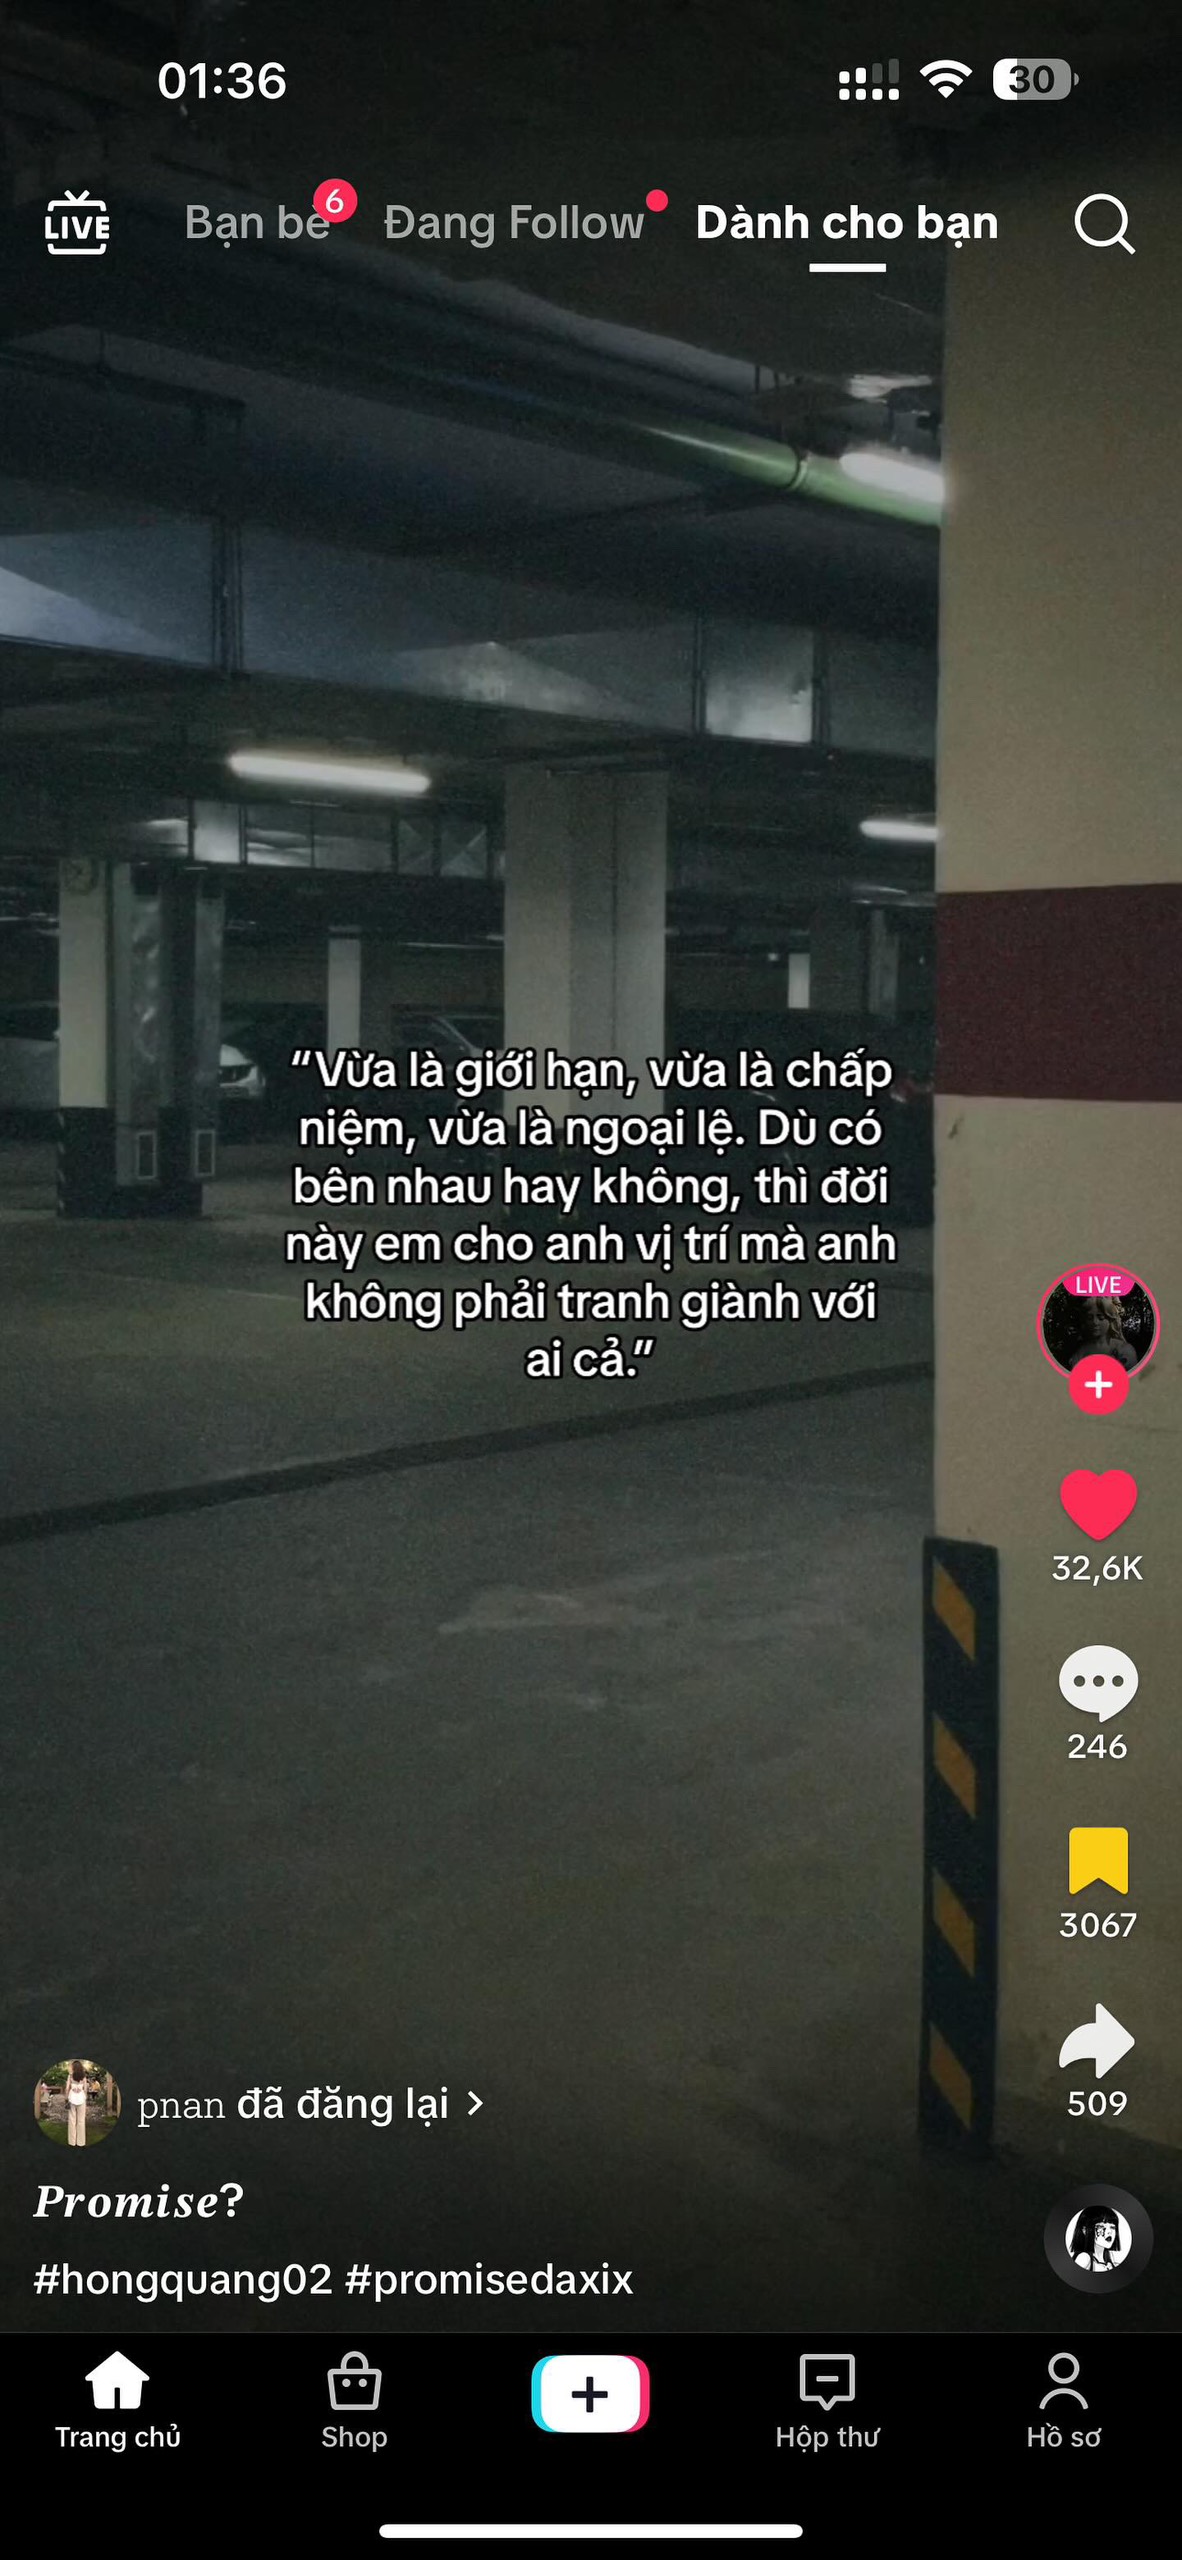 01:36
30
LIVE
Bạn bè
6
Đang Follow
Dành cho bạn
“Vừa là giới hạn, vừa là chấp
niệm, vừa là ngoại lệ. Dù có
bên nhau hay không, thì đời
này em cho anh vị trí mà anh
không phải tranh giành với
ai cả.”
LIVE
32,6K
246
3067
509
pnan đã đăng lại
Promise?
#hongquang02 #promisedaxix
Trang chủ
Shop
Hộp thư
Hồ sơ